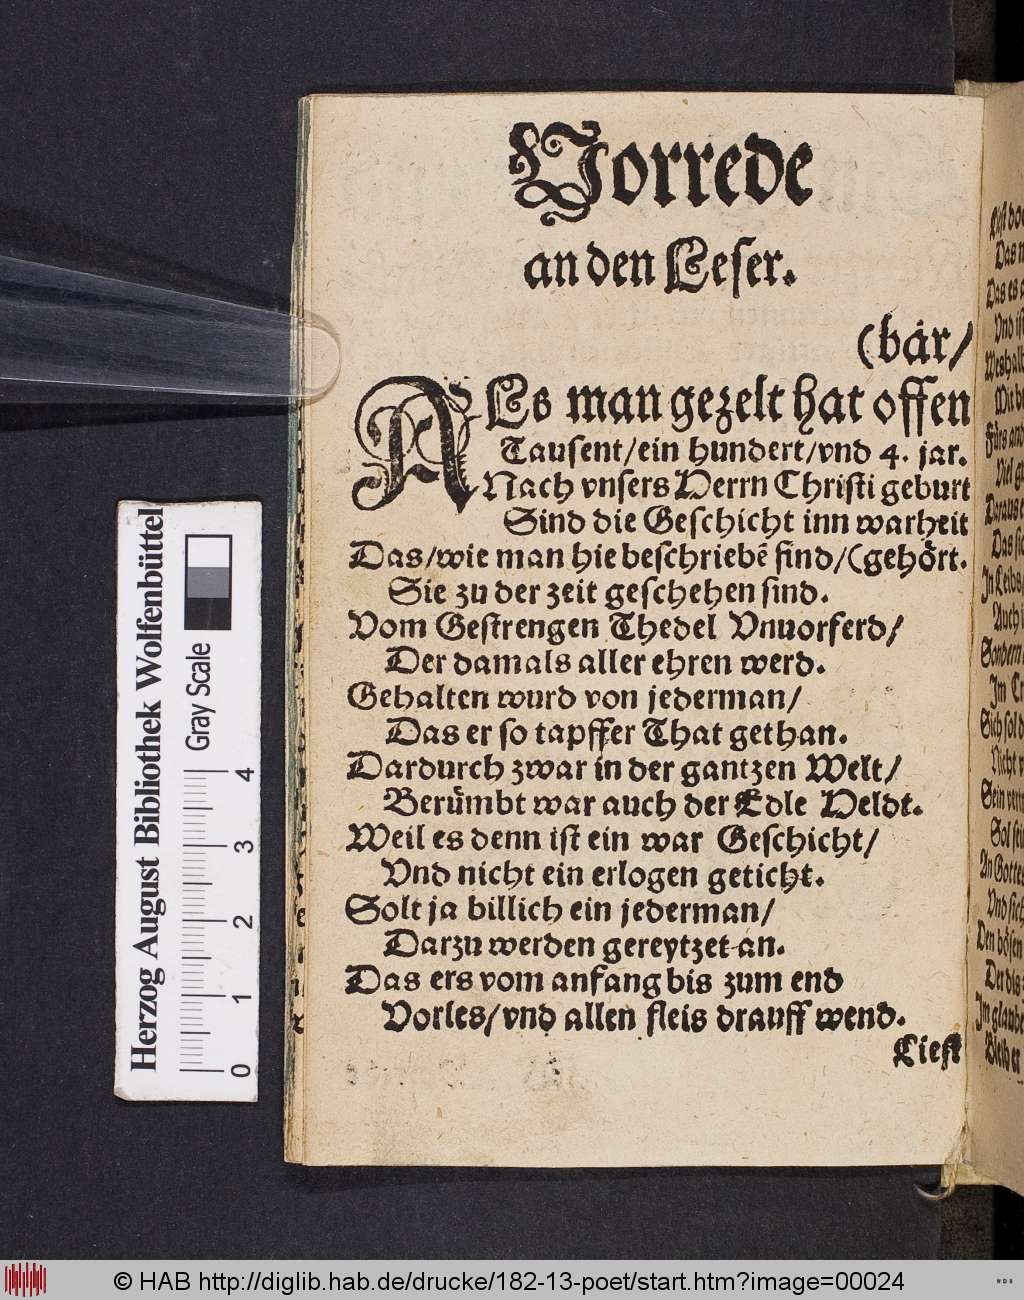 Vorrede
an den Leser.
(bar/
ALs man gezelt hat offen
Tausent/ein hundert/vnd 4. jar.
Nach vnsers Herrn Christi geburt
Sind die Geschicht inn warheit
Das/wie man hie beschriebē sind/(gehört.
Sie zu der zeit geschehen sind.
Vom Gestrengen Thedel Vnuorferd/
Der damals aller ehren werd.
Gehalten wurd von jederman/
Das er so tapffer That gethan.
Dardurch zwar in der gantzen Welt/
Berümbt war auch der Edle Heldt.
Weil es denn ist ein war Geschicht/
Vnd nicht ein erlogen geticht.
Solt ja billich ein jederman/
Darzu werden gereytzet an.
Das ers vom anfang bis zum end
Vorles/vnd allen fleis drauff wend.
Liest
Herzog August Bibliothek Wolfenbüttel
Gray Scale
0 1 2 3 4
© HAB http://diglib.hab.de/drucke/182-13-poet/start.htm?image=00024